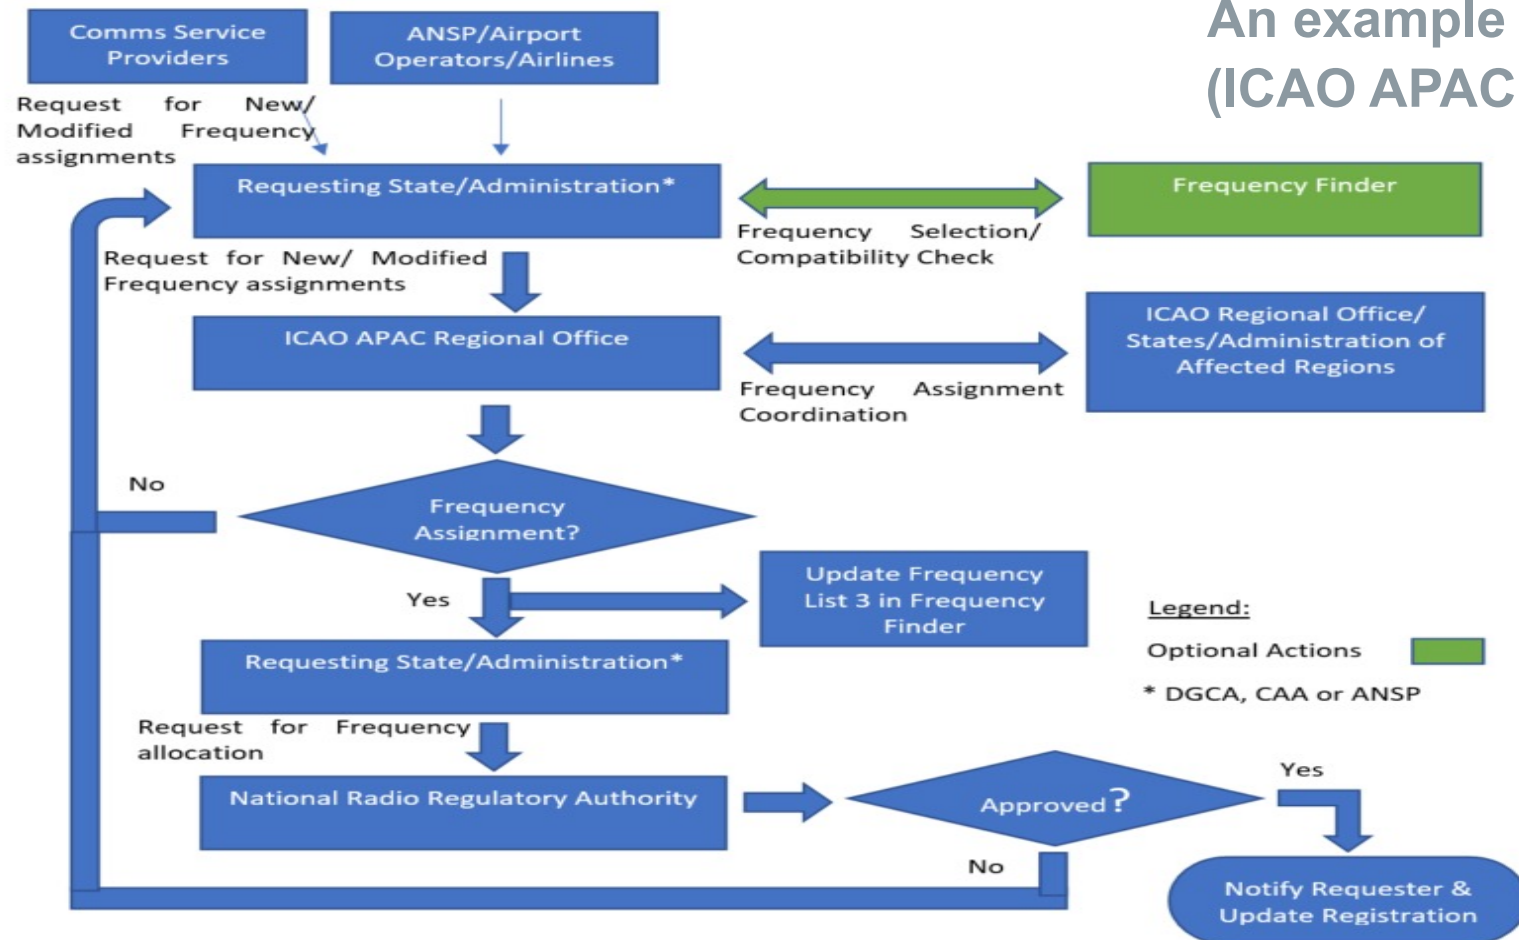 An example
(ICAO APAC
Comms Service
Providers
ANSP/Airport
Operators/Airlines
Request for New/
Modified Frequency
assignments
Requesting State/Administration*
Frequency Finder
Frequency Selection/
Compatibility Check
Request for New/ Modified
Frequency assignments
ICAO APAC Regional Office
ICAO Regional Office/
States/Administration of
Affected Regions
Frequency Assignment
Coordination
No
Frequency
Assignment?
Yes
Update Frequency
List 3 in Frequency
Finder
Legend:
Optional Actions
* DGCA, CAA or ANSP
Requesting State/Administration*
Request for Frequency
allocation
National Radio Regulatory Authority
Approved?
Yes
No
Notify Requester &
Update Registration